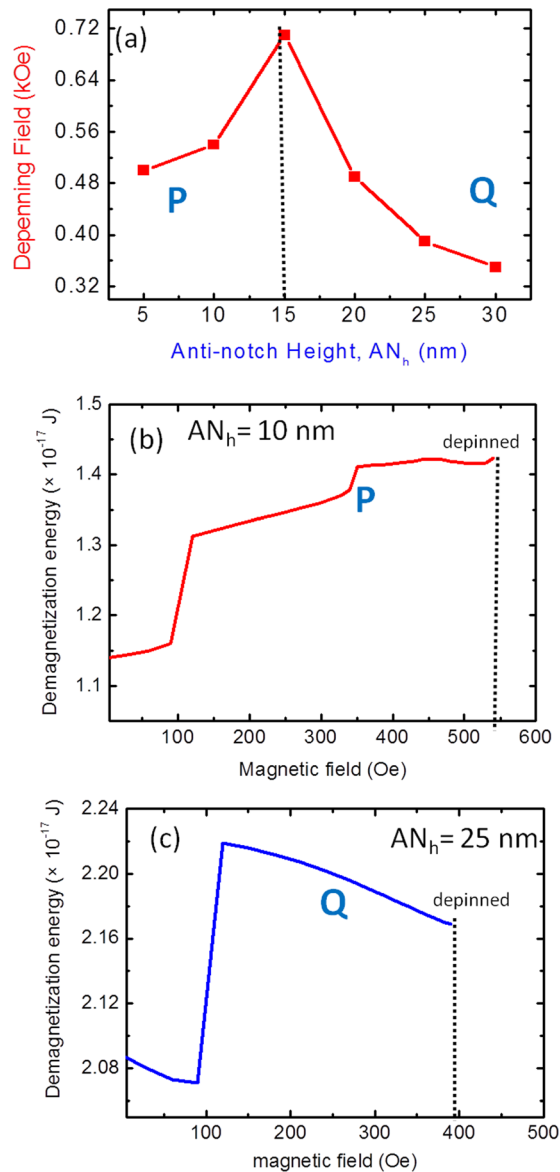 (a)
0.72
0.64
0.56
0.48
0.40
0.32
Depenning Field (kOe)
P
Q
5 10 15 20 25 30
Anti-notch Height, ANh (nm)
(b)
ANh= 10 nm
depinned
1.5
1.4
1.3
1.2
1.1
Demagnetization energy (× 10-17 J)
P
100 200 300 400 500 600
Magnetic field (Oe)
(c)
ANh= 25 nm
depinned
2.24
2.20
2.16
2.12
2.08
Demagnetization energy (× 10-17 J)
Q
100 200 300 400 500
magnetic field (Oe)